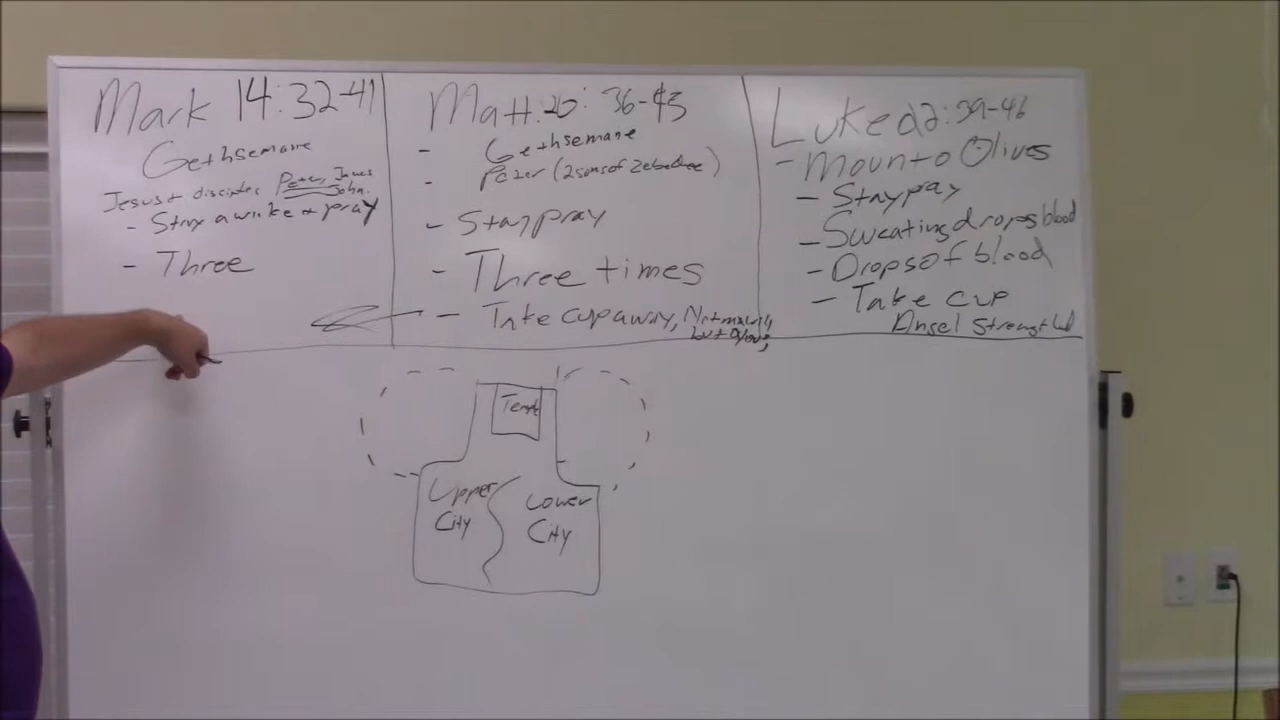 Mark 14:32-41
Gethsemane
Jesus + disciples Peter, James
John.
- Stay awake + pray
- Three
Matt. 26: 36-45
- Gethsemane
- Peter (2 sons of Zebedee)
- Stay pray
- Three times
- Take cup away, Not my will,
but yours,
Luke 22:39-46
- Mount o Olives
- Stay pray
- Sweating drops blood
- Drops of blood
- Take cup
Angel
Temple
Upper
City
Lower
City